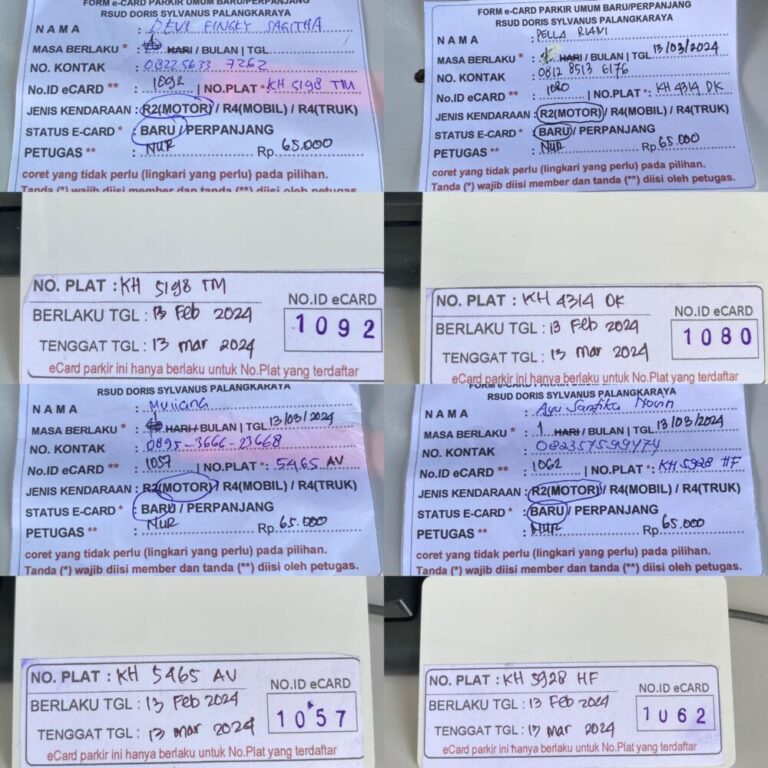 FORM e-CARD PARKIR UMUM BARU/PERPANJANG
RSUD DORIS SYLVANUS PALANGKARAYA
NAMA : DEVY FINGKY SAGITHA
MASA BERLAKU * : HARI / BULAN | TGL
NO. KONTAK : 0822 5633 7262
No.ID eCARD ** : 1092 | NO.PLAT *: KH 5198 TM
JENIS KENDARAAN : R2(MOTOR) / R4(MOBIL) / R4(TRUK)
STATUS E-CARD * : BARU / PERPANJANG
PETUGAS ** : NUR Rp. 65.000
coret yang tidak perlu (lingkari yang perlu) pada pilihan.
Tanda (*) wajib diisi member dan tanda (**) diisi oleh petugas.
FORM e-CARD PARKIR UMUM BARU/PERPANJANG
RSUD DORIS SYLVANUS PALANGKARAYA
NAMA : PELLA RIANI
MASA BERLAKU * : 1 HARI / BULAN | TGL 13/03/2024
NO. KONTAK : 0812 8513 6176
No.ID eCARD ** : 1080 | NO.PLAT *: KH 4314 DK
JENIS KENDARAAN : R2(MOTOR) / R4(MOBIL) / R4(TRUK)
STATUS E-CARD * : BARU / PERPANJANG
PETUGAS ** : NUR Rp. 65.000
coret yang tidak perlu (lingkari yang perlu) pada pilihan.
Tanda (*) wajib diisi member dan tanda (**) diisi oleh petugas.
NO. PLAT : KH 5198 TM
BERLAKU TGL : 13 Feb 2024
TENGGAT TGL : 13 mar 2024
NO.ID eCARD
1092
eCard parkir ini hanya berlaku untuk No.Plat yang terdaftar
NO. PLAT : KH 4314 DK
BERLAKU TGL : 13 Feb 2024
TENGGAT TGL : 13 mar 2024
NO.ID eCARD
1080
eCard parkir ini hanya berlaku untuk No.Plat yang terdaftar
RSUD DORIS SYLVANUS PALANGKARAYA
NAMA : Muliana
MASA BERLAKU * : HARI / BULAN | TGL 13/03/2024
NO. KONTAK : 0895-3666-23668
No.ID eCARD ** : 1057 | NO.PLAT *: 5465 AV
JENIS KENDARAAN : R2(MOTOR) / R4(MOBIL) / R4(TRUK)
STATUS E-CARD * : BARU / PERPANJANG
PETUGAS ** : NUR Rp. 65.000
coret yang tidak perlu (lingkari yang perlu) pada pilihan.
Tanda (*) wajib diisi member dan tanda (**) diisi oleh petugas.
RSUD DORIS SYLVANUS PALANGKARAYA
NAMA : Ayu
MASA BERLAKU * : 1 HARI / BULAN | TGL 13/03/2024
NO. KONTAK : 083357599474
No.ID eCARD ** : 1062 | NO.PLAT *: KH 5928 HF
JENIS KENDARAAN : R2(MOTOR) / R4(MOBIL) / R4(TRUK)
STATUS E-CARD * : BARU / PERPANJANG
PETUGAS ** : NUR Rp. 65.000
coret yang tidak perlu (lingkari yang perlu) pada pilihan.
Tanda (*) wajib diisi member dan tanda (**) diisi oleh petugas.
NO. PLAT : KH 5465 AV
BERLAKU TGL : 13 Feb 2024
TENGGAT TGL : 13 mar 2024
NO.ID eCARD
1057
eCard parkir ini hanya berlaku untuk No.Plat yang terdaftar
NO. PLAT : KH 5928 HF
BERLAKU TGL : 13 Feb 2024
TENGGAT TGL : 13 mar 2024
NO.ID eCARD
1062
eCard parkir ini hanya berlaku untuk No.Plat yang terdaftar